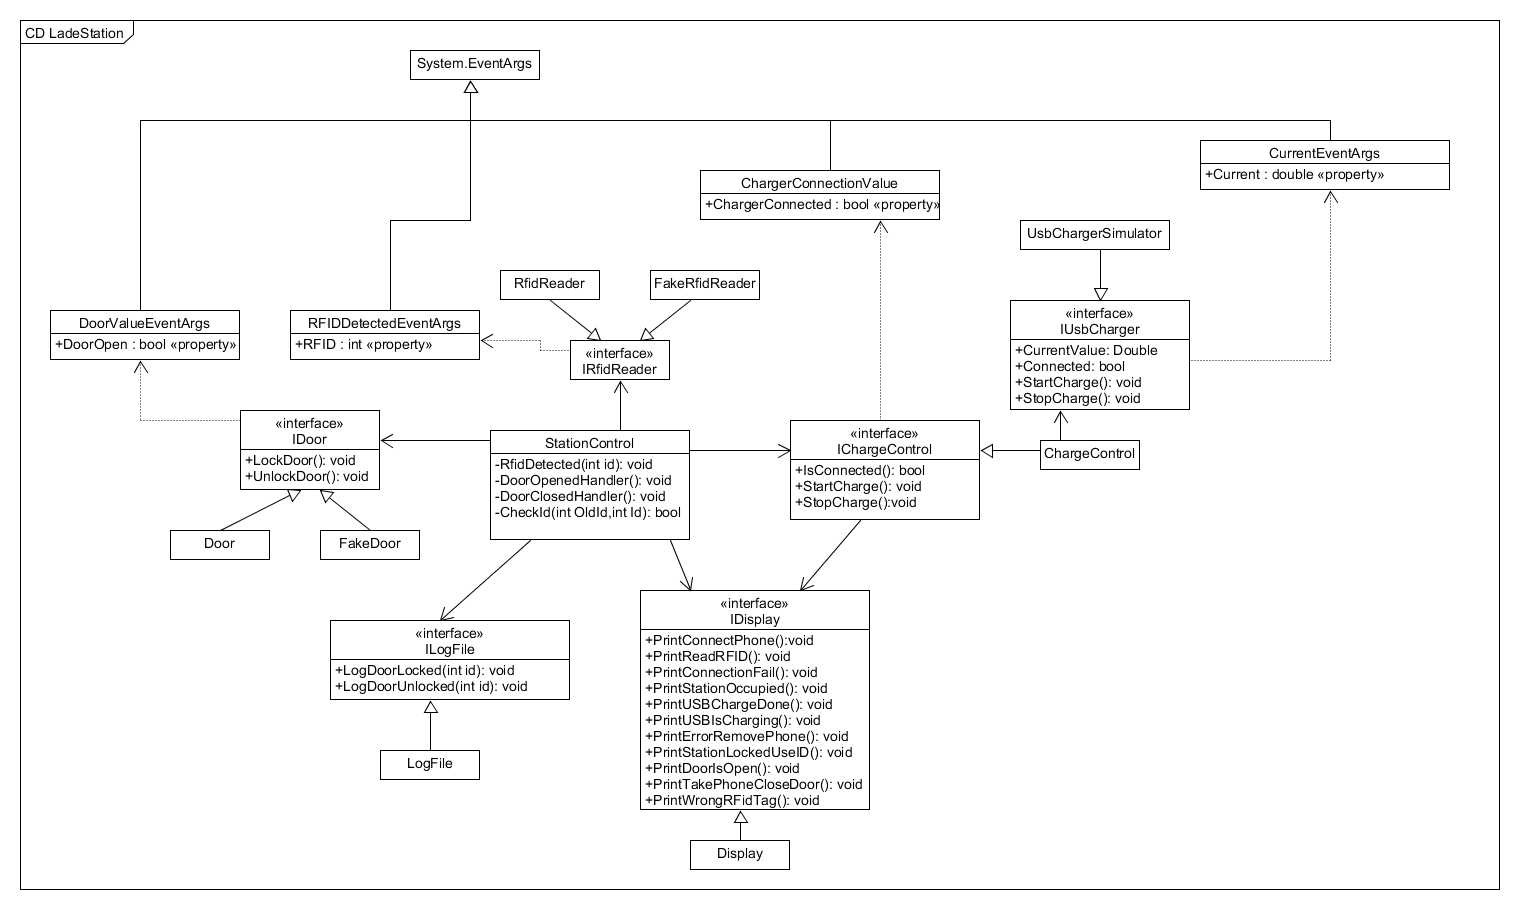 CD LadeStation
System.EventArgs
CurrentEventArgs
+Current : double «property»
ChargerConnectionValue
+ChargerConnected : bool «property»
UsbChargerSimulator
RfidReader
FakeRfidReader
DoorValueEventArgs
+DoorOpen : bool «property»
RFIDDetectedEventArgs
+RFID : int «property»
«interface»
IRfidReader
«interface»
IUsbCharger
+CurrentValue: Double
+Connected: bool
+StartCharge(): void
+StopCharge(): void
«interface»
IDoor
+LockDoor(): void
+UnlockDoor(): void
StationControl
-RfidDetected(int id): void
-DoorOpenedHandler(): void
-DoorClosedHandler(): void
-CheckId(int OldId,int Id): bool
«interface»
IChargeControl
+IsConnected(): bool
+StartCharge(): void
+StopCharge():void
ChargeControl
Door
FakeDoor
«interface»
ILogFile
+LogDoorLocked(int id): void
+LogDoorUnlocked(int id): void
«interface»
IDisplay
+PrintConnectPhone():void
+PrintReadRFID(): void
+PrintConnectionFail(): void
+PrintStationOccupied(): void
+PrintUSBChargeDone(): void
+PrintUSBIsCharging(): void
+PrintErrorRemovePhone(): void
+PrintStationLockedUseID(): void
+PrintDoorIsOpen(): void
+PrintTakePhoneCloseDoor(): void
+PrintWrongRFidTag(): void
LogFile
Display